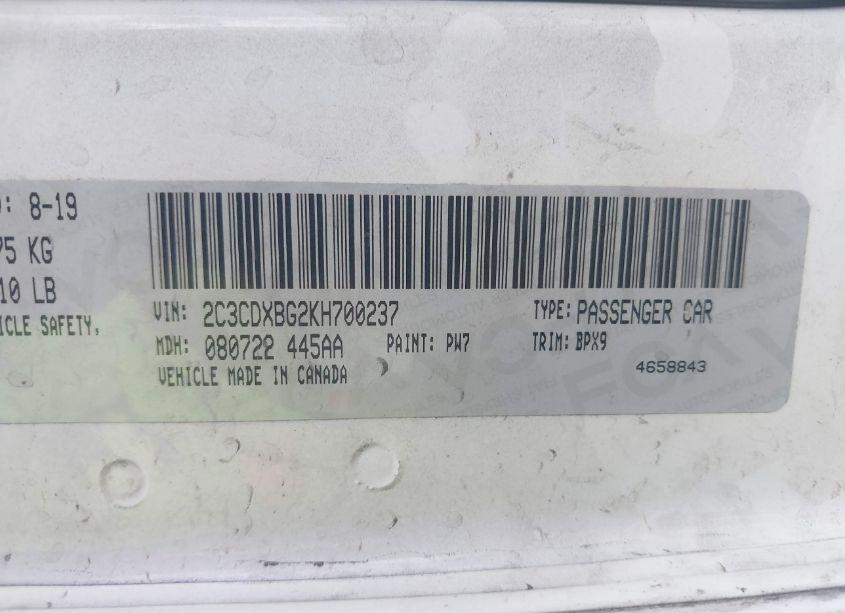 : 8-19
75 KG
10 LB
ICLE SAFETY,
VIN: 2C3CDXBG2KH700237 TYPE: PASSENGER CAR
MDH: 080722 445AA PAINT: PW7 TRIM: BPX9
VEHICLE MADE IN CANADA 4658843